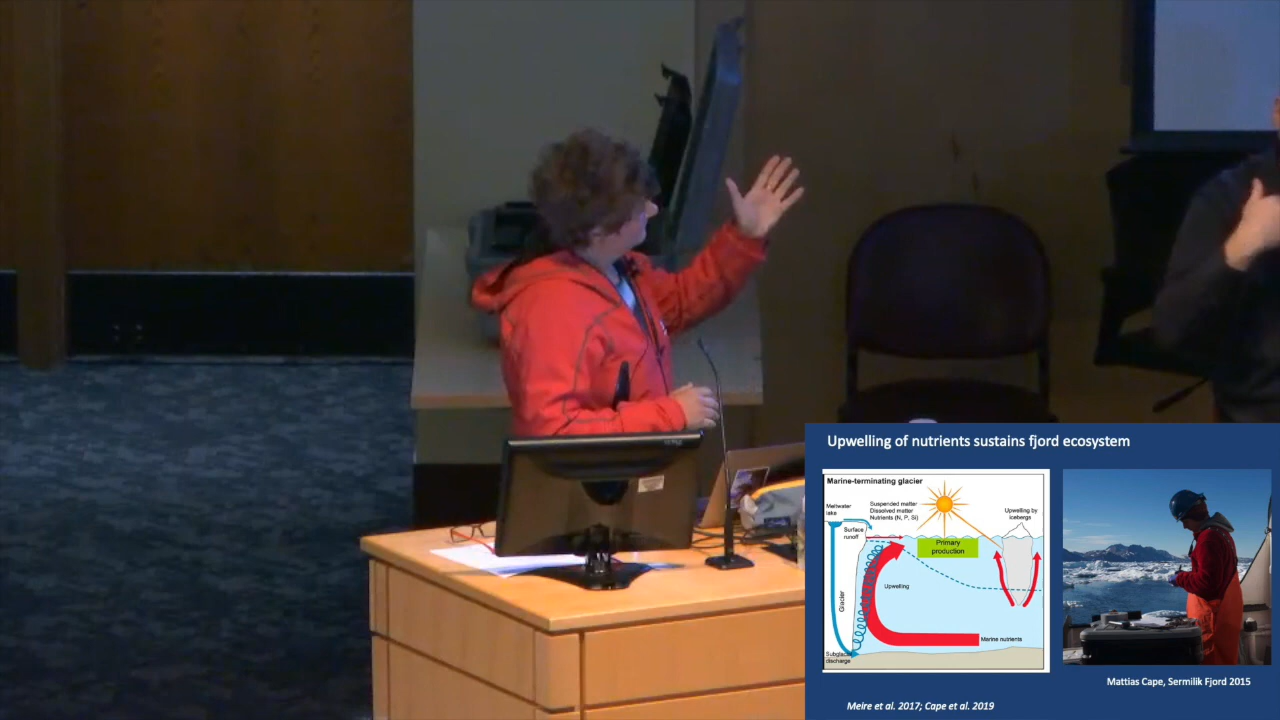 Upwelling of nutrients sustains fjord ecosystem
Marine-terminating glacier
Meltwater
lake
Suspended matter
Dissolved matter
Nutrients (N, P, Si)
Upwelling by
icebergs
Surface
runoff
Primary
production
Upwelling
Glacier
Marine nutrients
Subglacial
discharge
Mattias Cape, Sermilik Fjord 2015
Meire et al. 2017; Cape et al. 2019